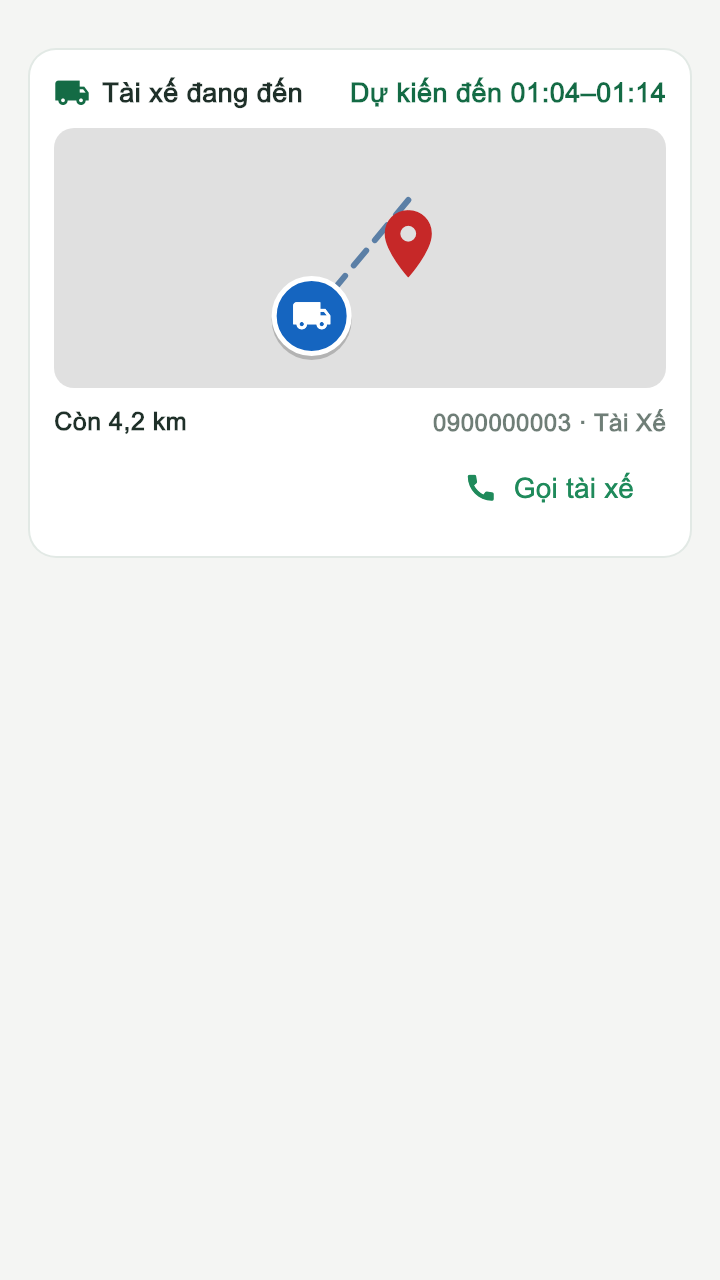 Tài xế đang đến
Dự kiến đến 01:04–01:14
Còn 4,2 km
0900000003 · Tài Xế
Gọi tài xế